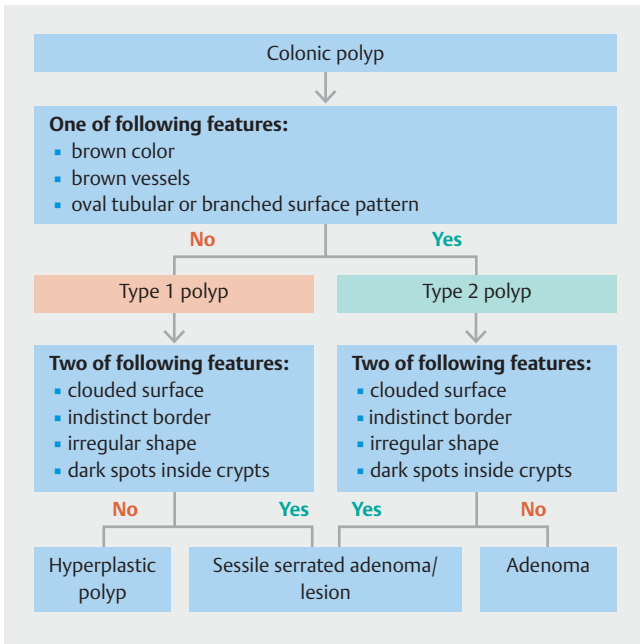 Colonic polyp
One of following features:
▪ brown color
▪ brown vessels
▪ oval tubular or branched surface pattern
No
Yes
Type 1 polyp
Type 2 polyp
Two of following features:
▪ clouded surface
▪ indistinct border
▪ irregular shape
▪ dark spots inside crypts
Two of following features:
▪ clouded surface
▪ indistinct border
▪ irregular shape
▪ dark spots inside crypts
No
Yes
Yes
No
Hyperplastic
polyp
Sessile serrated adenoma/
lesion
Adenoma